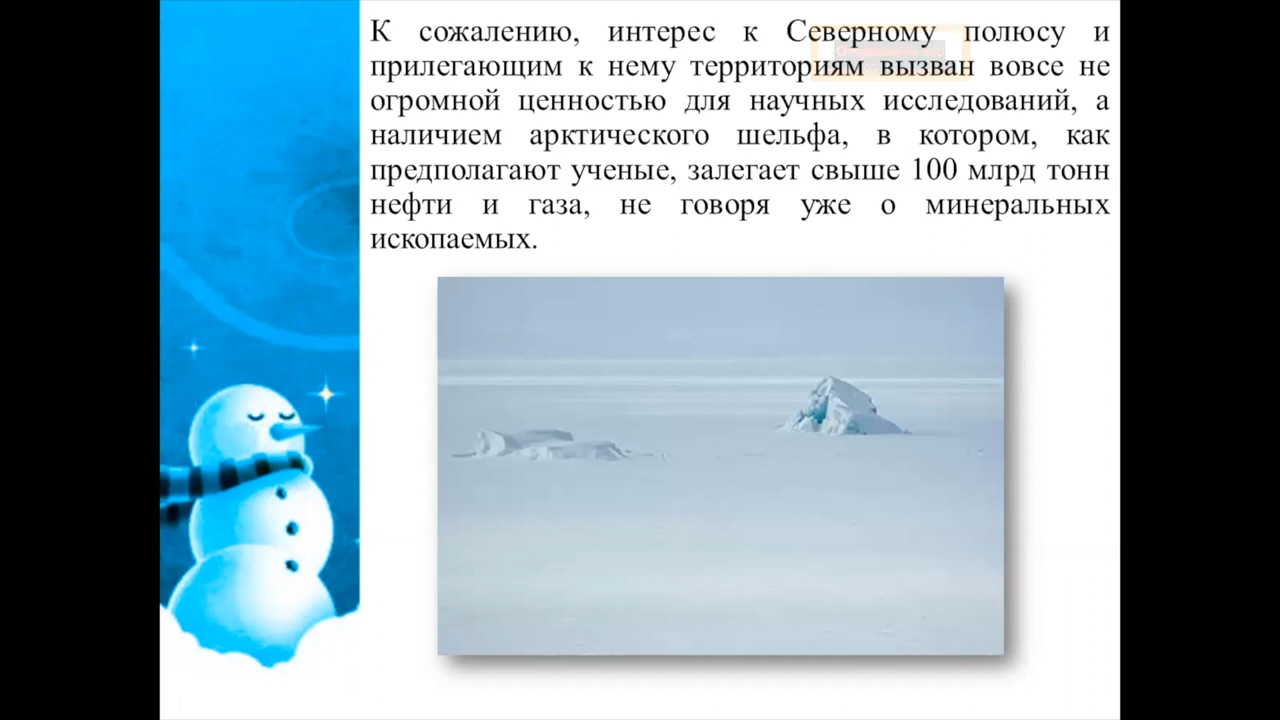 К сожалению, интерес к Северному полюсу и
прилегающим к нему территориям вызван вовсе не
огромной ценностью для научных исследований, а
наличием арктического шельфа, в котором, как
предполагают ученые, залегает свыше 100 млрд тонн
нефти и газа, не говоря уже о минеральных
ископаемых.